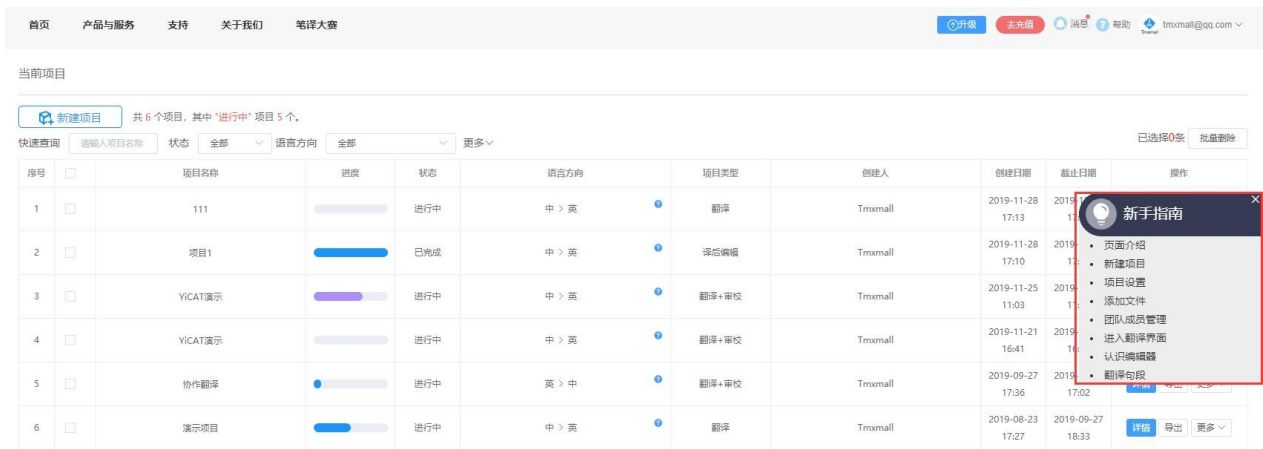 首页 产品与服务 支持 关于我们 笔译大赛 升级 去充值 消息 帮助 tmxmall@qq.com
当前项目
新建项目 共 6 个项目, 其中 "进行中" 项目 5 个。
快速查询 请输入项目名称 状态 全部 语言方向 全部 更多 已选择0条 批量删除
序号 项目名称 进度 状态 语言方向 项目类型 创建人 创建日期 截止日期 操作
1 111 进行中 中 > 英 翻译 Tmxmall 2019-11-28 17:13
2 项目1 已完成 中 > 英 译后编辑 Tmxmall 2019-11-28 17:10
3 YiCAT演示 进行中 中 > 英 翻译+审校 Tmxmall 2019-11-25 11:03
4 YiCAT演示 进行中 中 > 英 翻译+审校 Tmxmall 2019-11-21 16:41
5 协作翻译 进行中 英 > 中 翻译+审校 Tmxmall 2019-09-27 17:36 17:02
6 演示项目 进行中 中 > 英 翻译 Tmxmall 2019-08-23 17:27 2019-09-27 18:33 详情 导出 更多
新手指南
页面介绍
新建项目
项目设置
添加文件
团队成员管理
进入翻译界面
认识编辑器
翻译句段